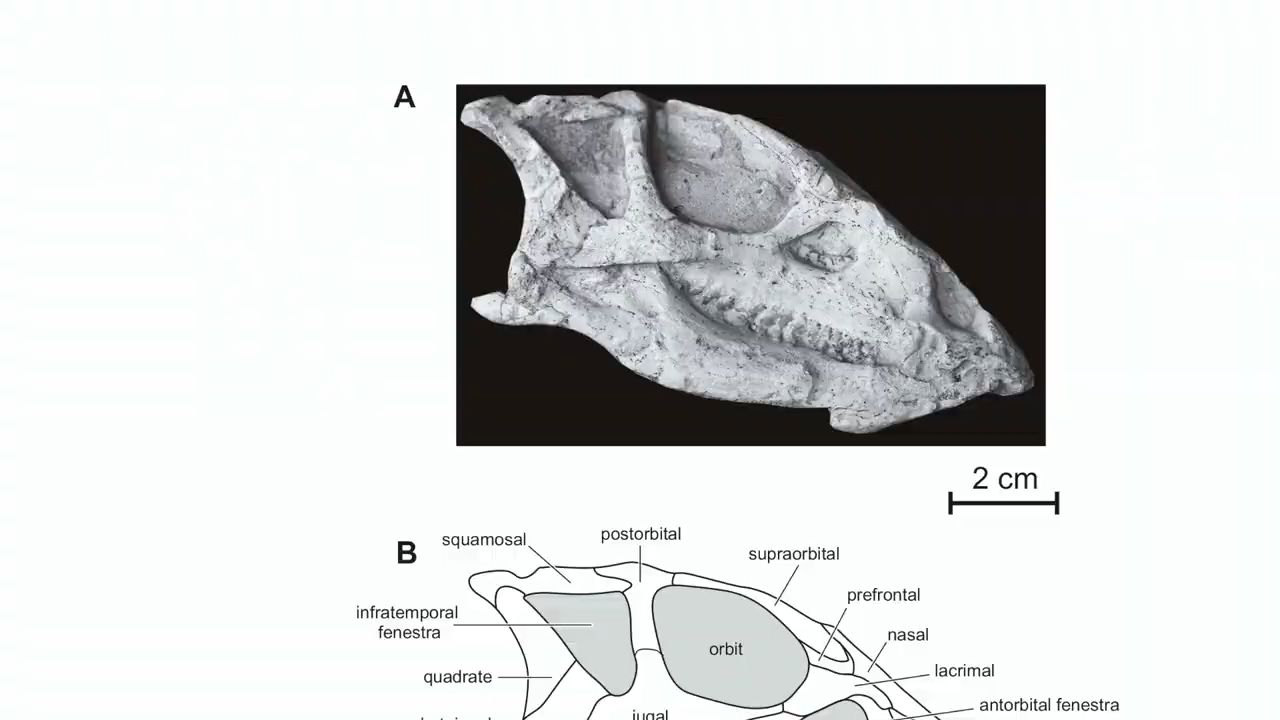 A
2 cm
B
squamosal
postorbital
supraorbital
prefrontal
infratemporal
fenestra
orbit
nasal
quadrate
lacrimal
antorbital fenestra
jugal